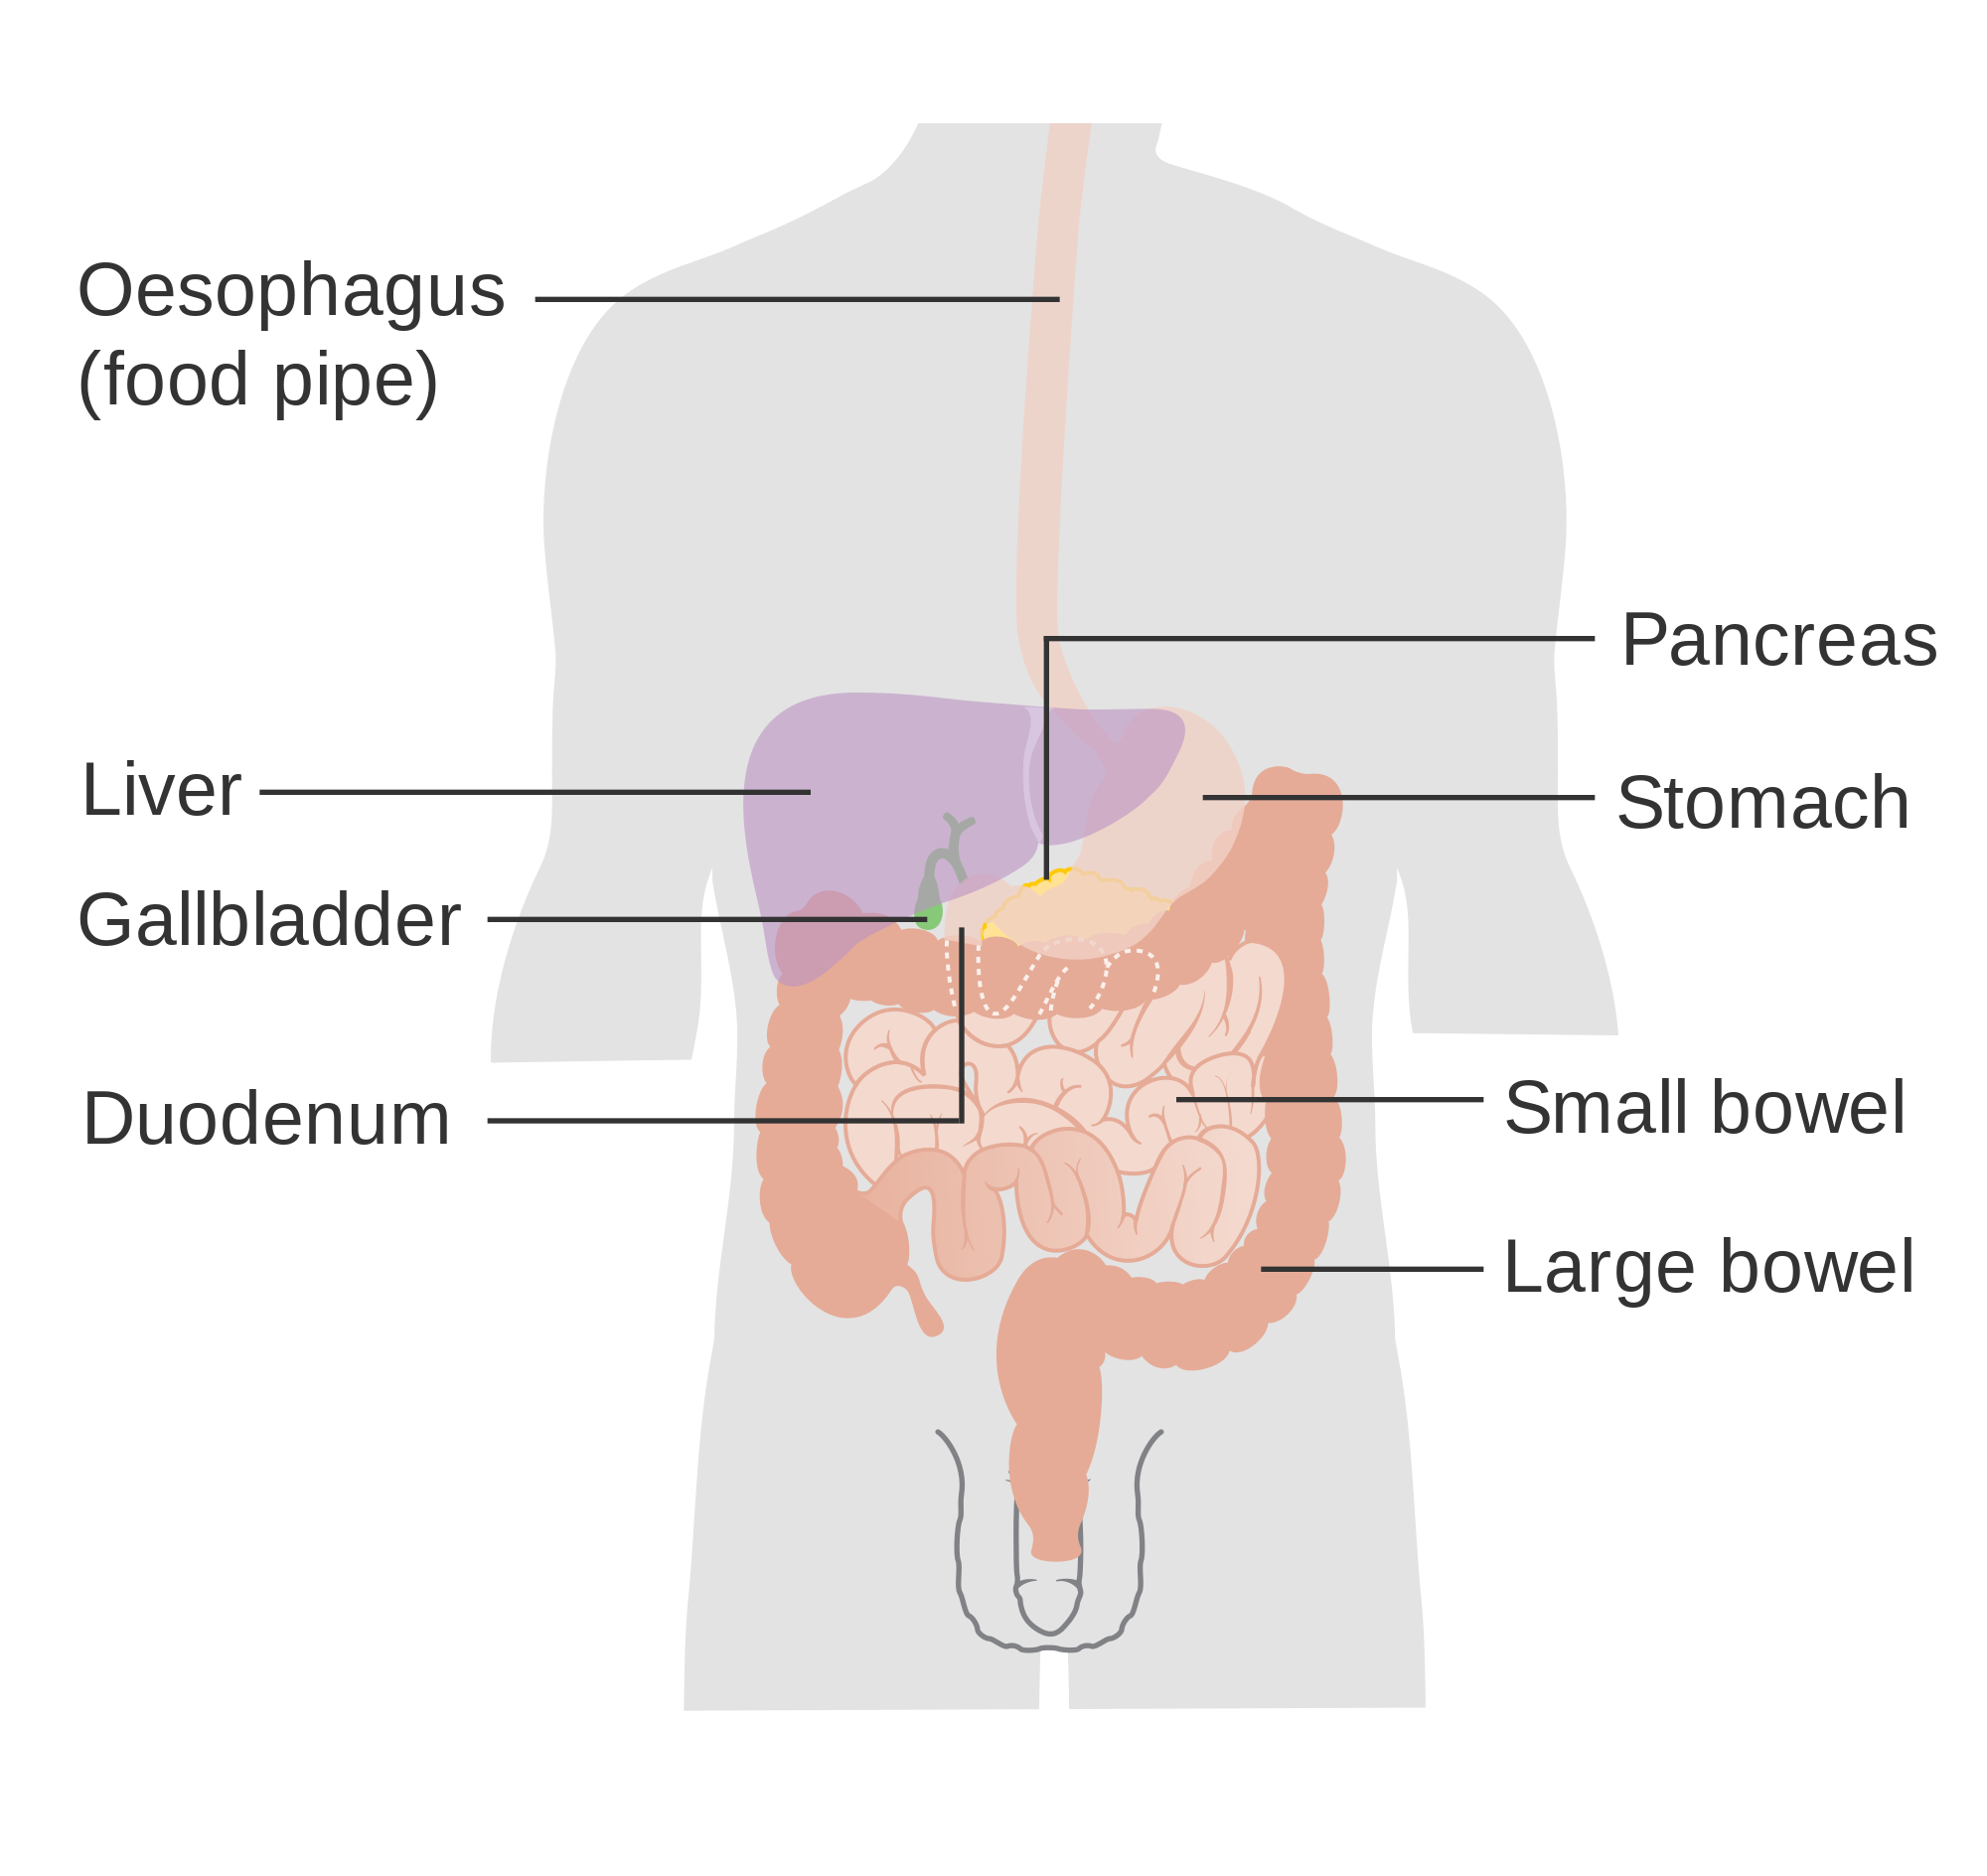 Oesophagus
(food pipe)
Pancreas
Liver
Stomach
Gallbladder
Duodenum
Small bowel
Large bowel